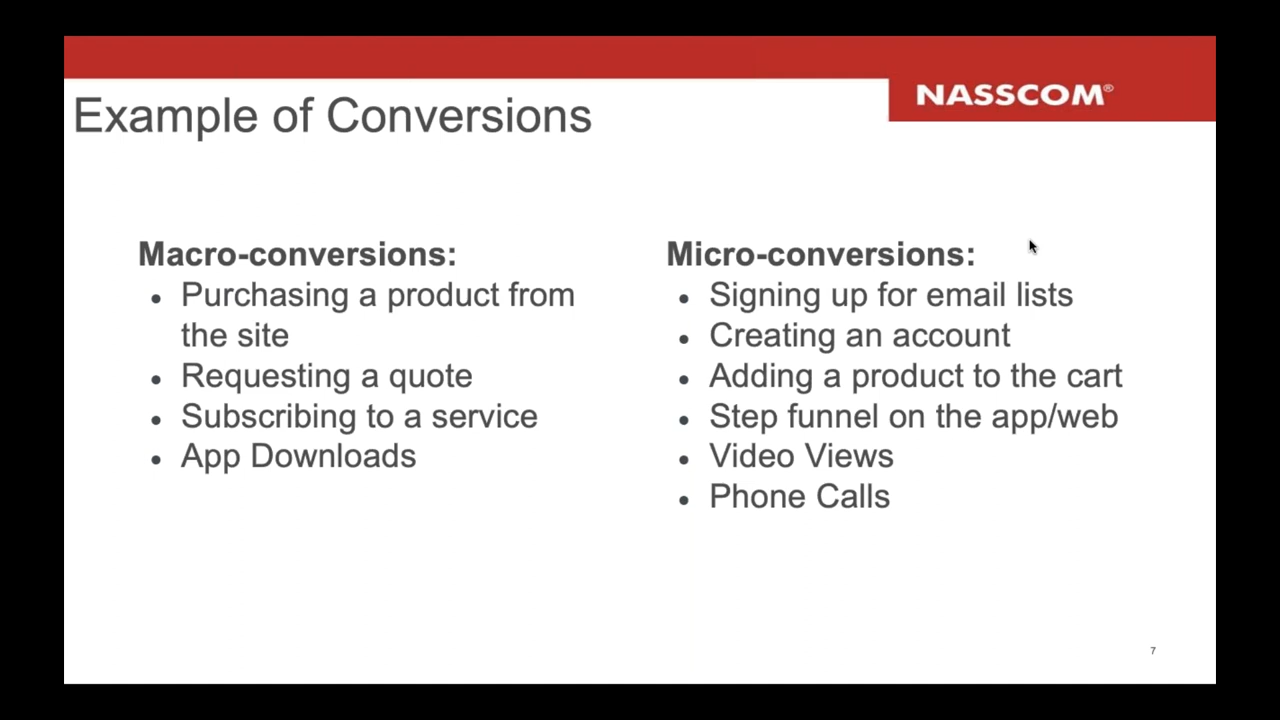 NASSCOM®
Example of Conversions
Macro-conversions:
• Purchasing a product from
the site
• Requesting a quote
• Subscribing to a service
• App Downloads
Micro-conversions:
• Signing up for email lists
• Creating an account
• Adding a product to the cart
• Step funnel on the app/web
• Video Views
• Phone Calls
7